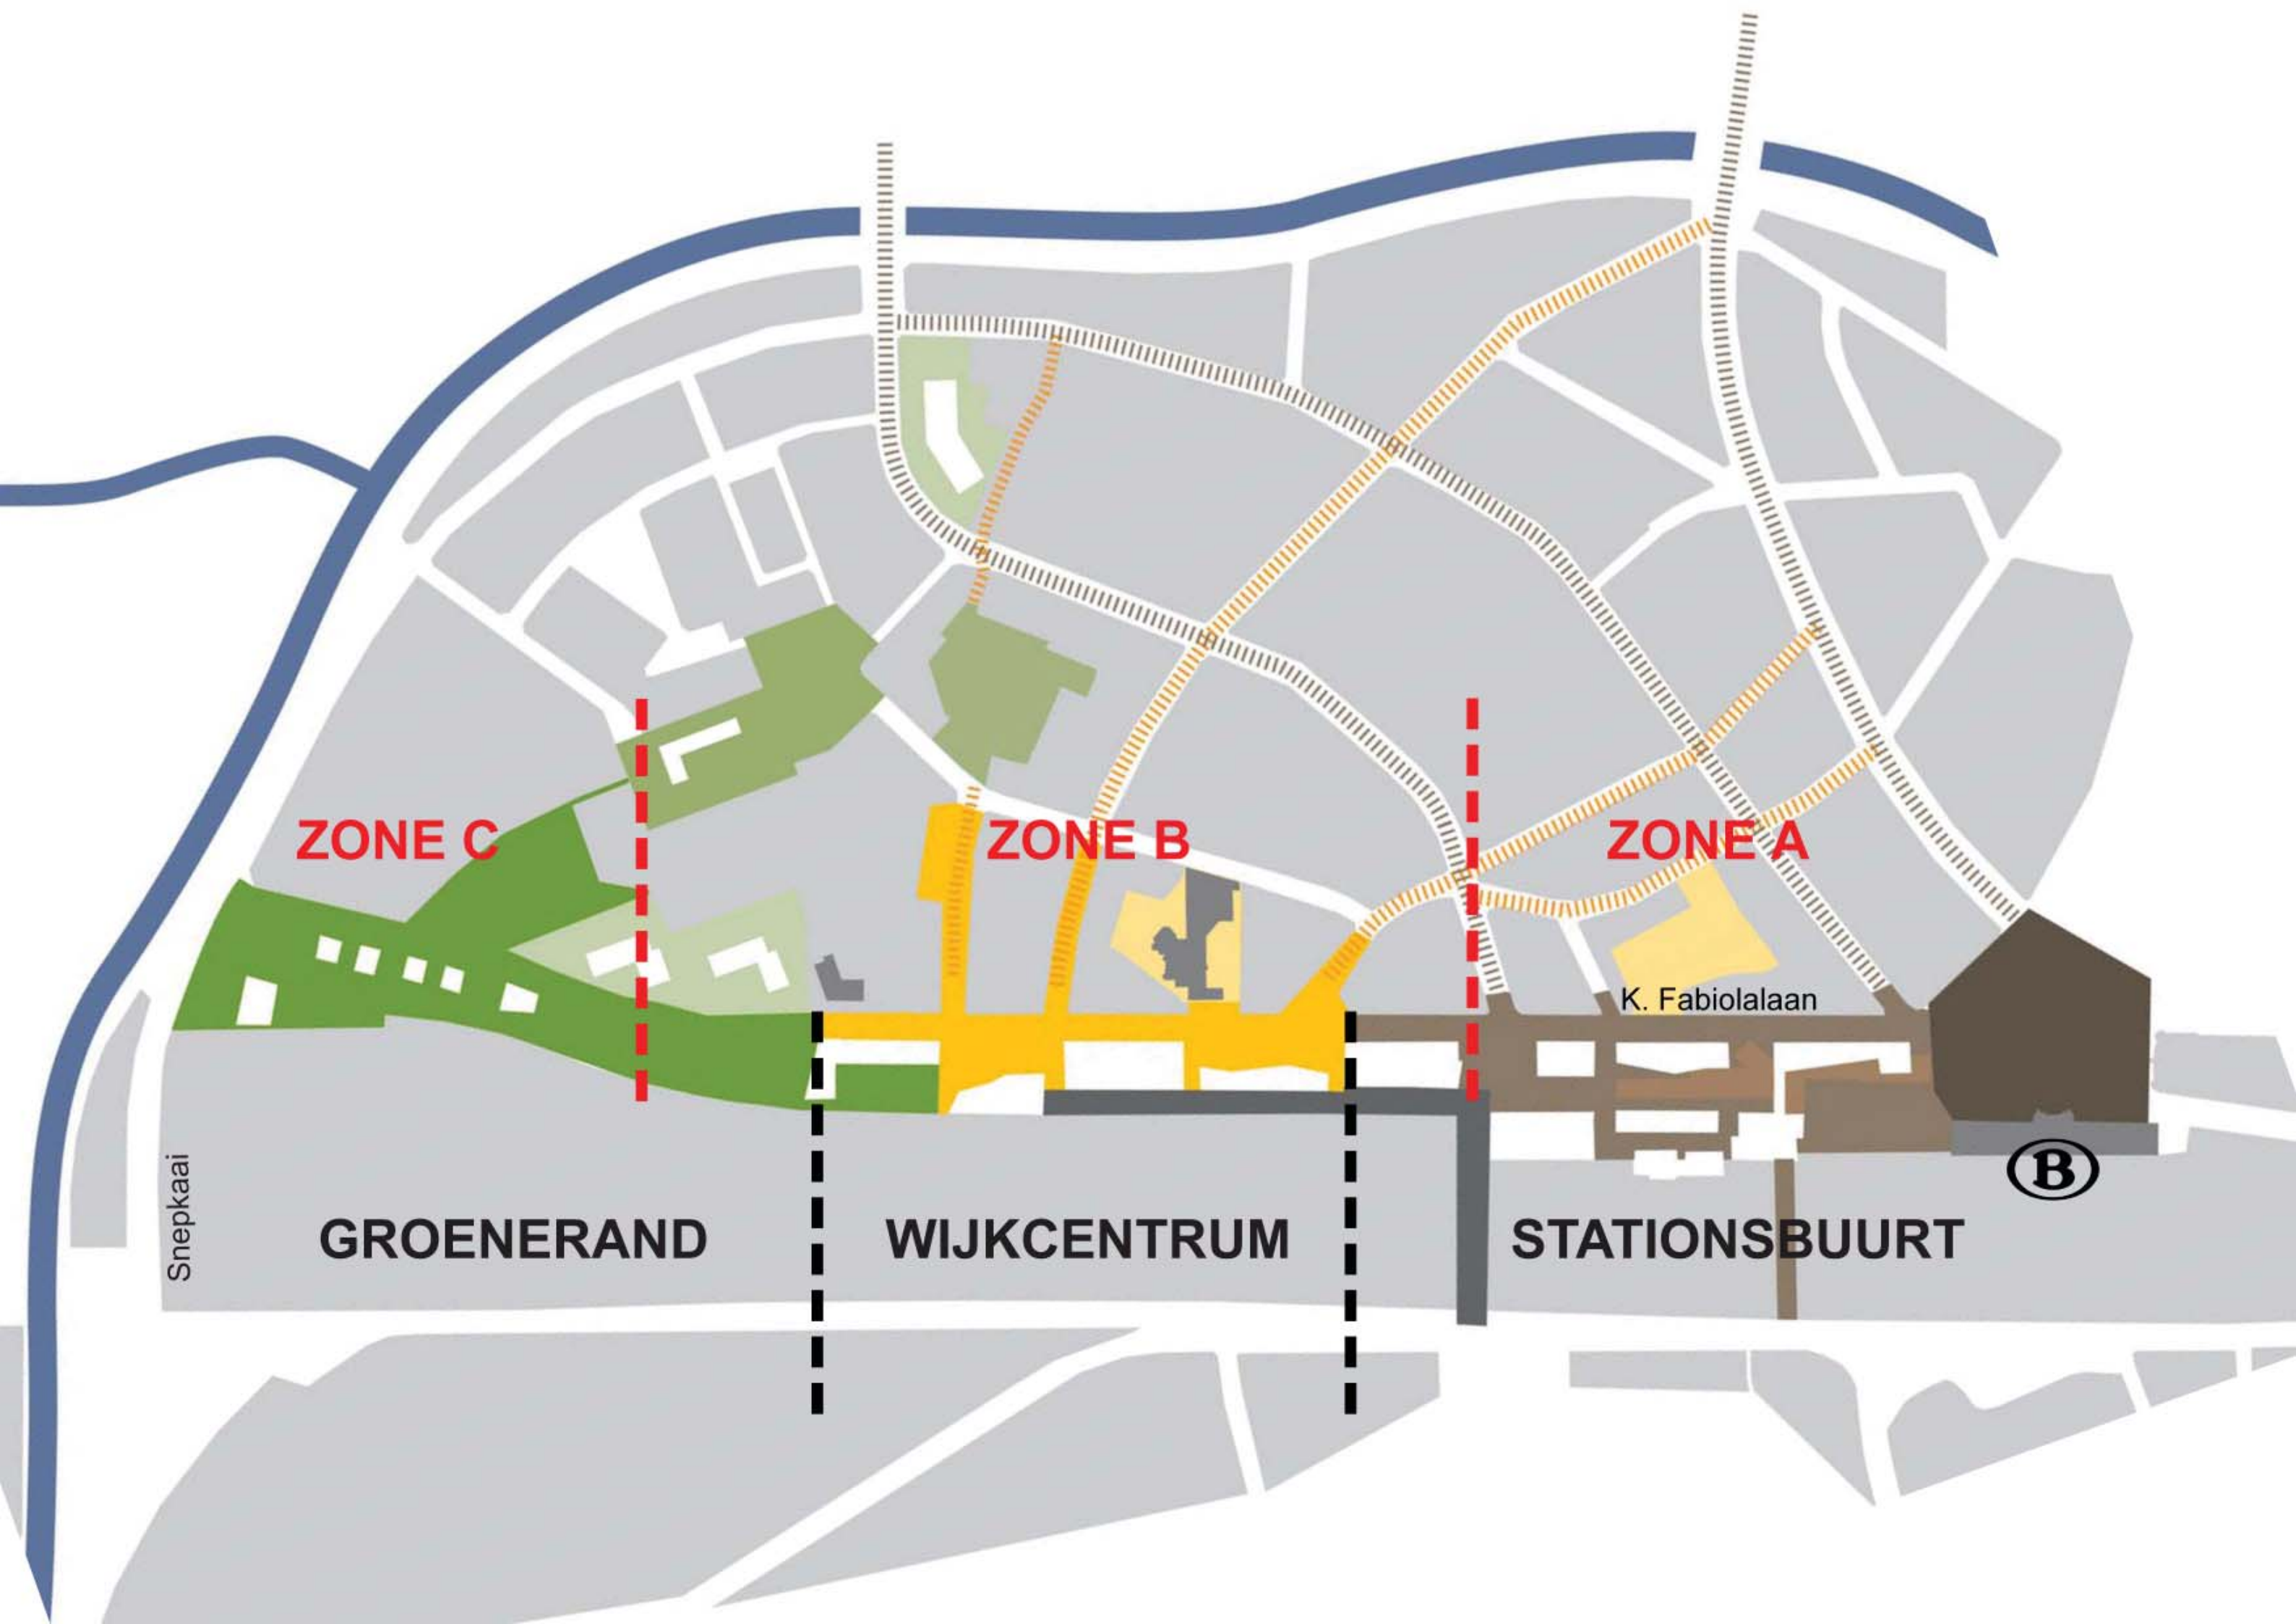 ZONE C
ZONE B
ZONE A
K. Fabiolalaan
Snepkaai
GROENERAND
WIJKCENTRUM
STATIONSBUURT
B